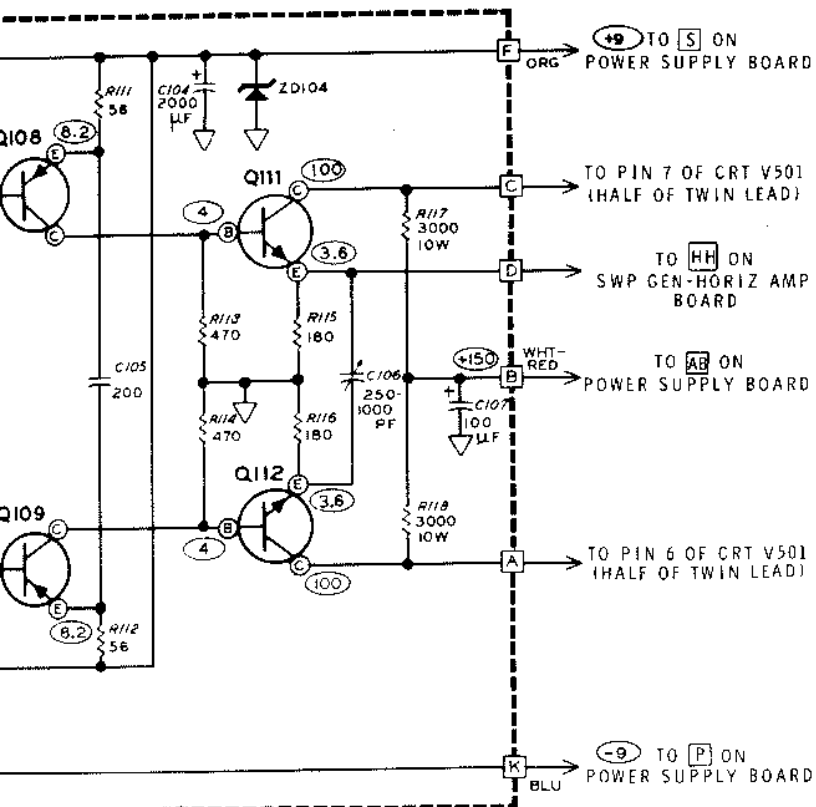 +9 TO S ON
F ORG POWER SUPPLY BOARD
R111
56
C104
2000
μF
+
ZD104
Q108
8.2
E
C
Q111
100
C
TO PIN 7 OF CRT V501
C (HALF OF TWIN LEAD)
4
B
R117
3000
10W
3.6
E
D
TO HH ON
SWP GEN-HORIZ AMP
BOARD
R113
470
R115
180
C105
200
C106
250-
1000
PF
+150
WHT-
RED
B
TO AB ON
POWER SUPPLY BOARD
+
C107
100
μF
R114
470
R116
180
Q112
E
3.6
R118
3000
10W
Q109
C
B
4
C
100
A
TO PIN 6 OF CRT V501
(HALF OF TWIN LEAD)
E
8.2
R112
56
-9 TO P ON
K BLU POWER SUPPLY BOARD